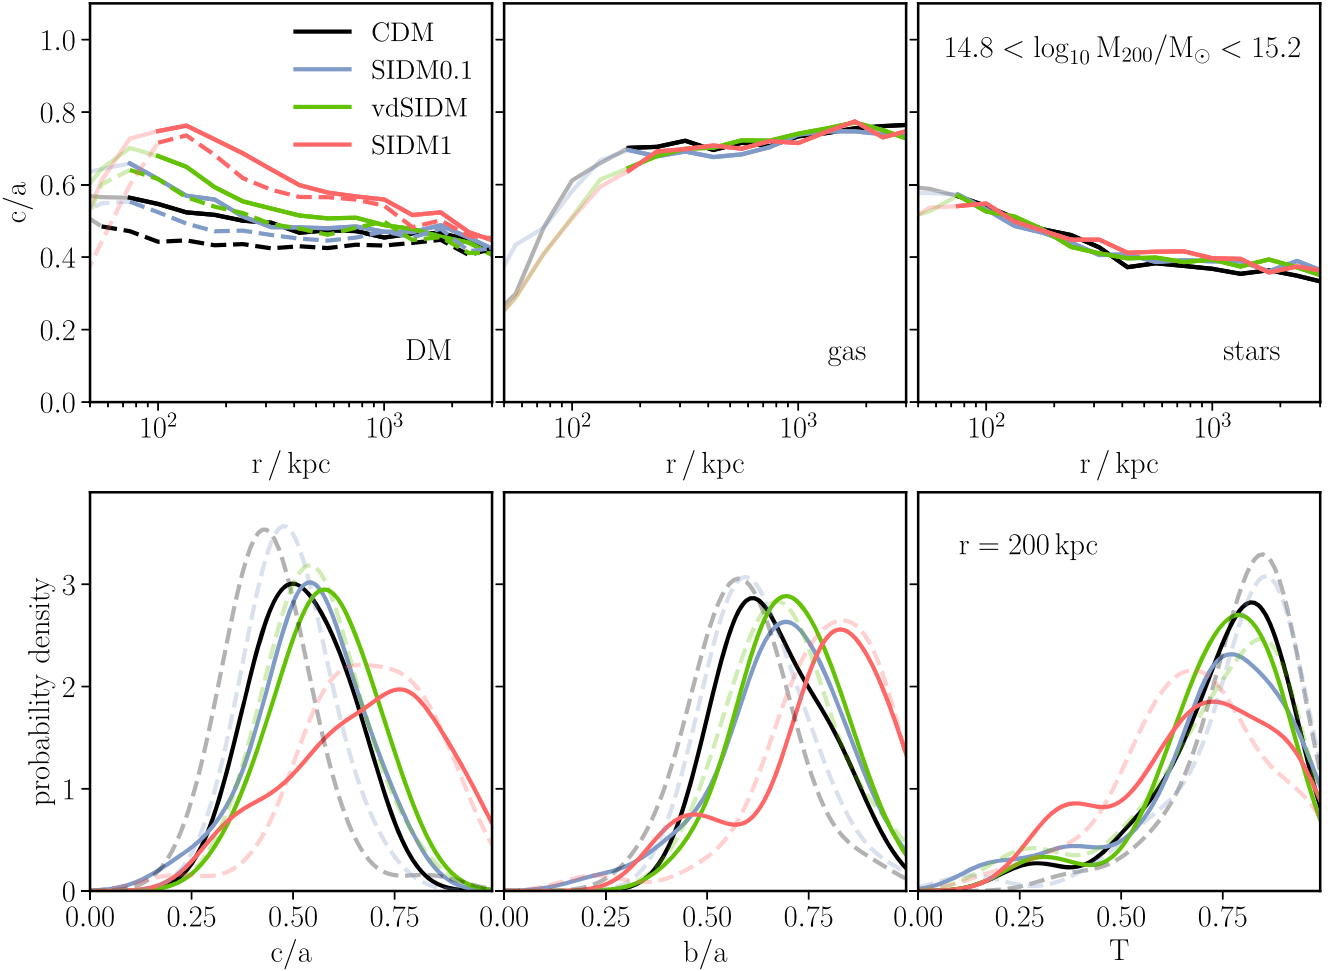 1.0
0.8
0.6
0.4
0.2
0.0
c/a
CDM
SIDM0.1
vdSIDM
SIDM1
DM
gas
14.8 < log₁₀ M₂₀₀/M⊙ < 15.2
stars
10² 10³
10² 10³
10² 10³
r / kpc
r / kpc
r / kpc
3
2
1
0
probability density
r = 200 kpc
0.00 0.25 0.50 0.75
0.00 0.25 0.50 0.75
0.00 0.25 0.50 0.75
c/a
b/a
T